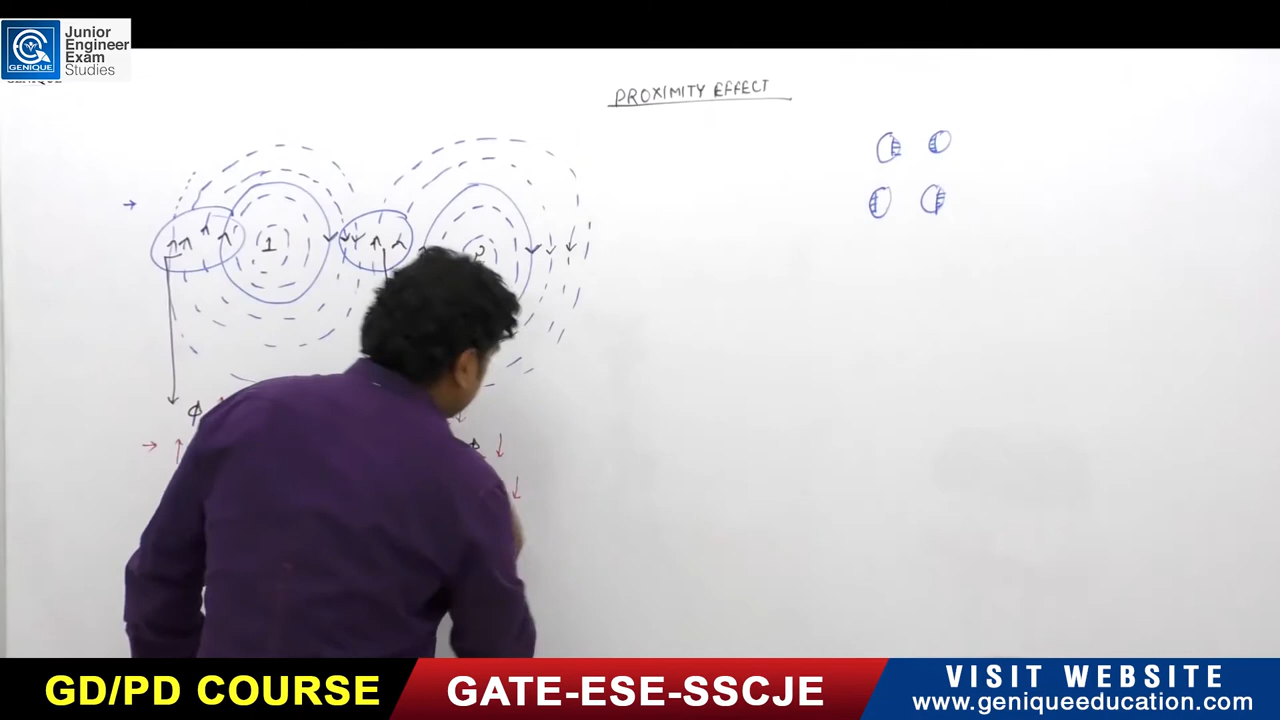 Junior
Engineer
Exam
Studies
GENIQUE
PROXIMITY EFFECT
1
2
ϕ
ϕ ↓
GD/PD COURSE
GATE-ESE-SSCJE
VISIT WEBSITE
www.geniqueeducation.com